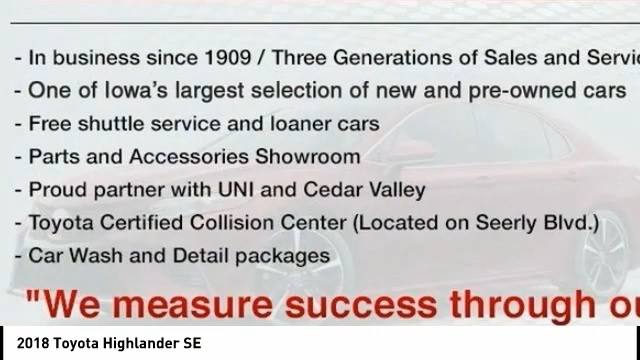 - In business since 1909 / Three Generations of Sales and
- One of Iowa's largest selection of new and pre-owned cars
- Free shuttle service and loaner cars
- Parts and Accessories Showroom
- Proud partner with UNI and Cedar Valley
- Toyota Certified Collision Center (Located on Seerly Blvd.)
- Car Wash and Detail packages
"We measure success through
2018 Toyota Highlander SE